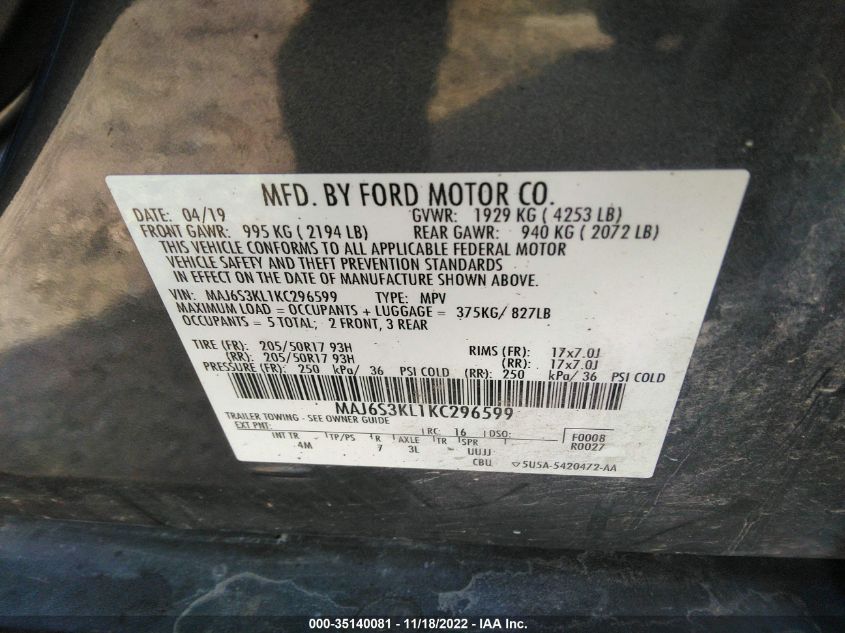 MFD. BY FORD MOTOR CO.
DATE: 04/19 GVWR: 1929 KG ( 4253 LB)
FRONT GAWR: 995 KG ( 2194 LB) REAR GAWR: 940 KG ( 2072 LB)
THIS VEHICLE CONFORMS TO ALL APPLICABLE FEDERAL MOTOR
VEHICLE SAFETY AND THEFT PREVENTION STANDARDS
IN EFFECT ON THE DATE OF MANUFACTURE SHOWN ABOVE.
VIN: MAJ6S3KL1KC296599 TYPE: MPV
MAXIMUM LOAD = OCCUPANTS + LUGGAGE = 375KG/ 827LB
OCCUPANTS = 5 TOTAL; 2 FRONT, 3 REAR
TIRE (FR): 205/50R17 93H RIMS (FR): 17x7.0J
(RR): 205/50R17 93H (RR): 17x7.0J
PRESSURE (FR): 250 kPa/ 36 PSI COLD (RR): 250 kPa/ 36 PSI COLD
MAJ6S3KL1KC296599
TRAILER TOWING - SEE OWNER GUIDE
EXT PNT: RC: 16 DSO: F0008
INT TR TP/PS R AXLE TR SPR R0027
4M 7 3L UUJJ
CBU 5U5A-5420472-AA
000-35140081 - 11/18/2022 - IAA Inc.